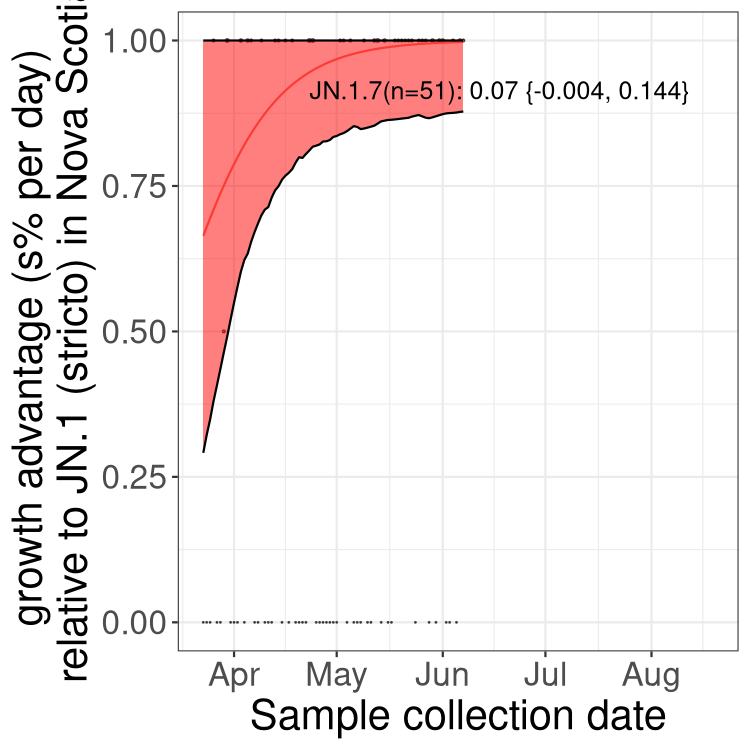 growth advantage (s% per day)
relative to JN.1 (stricto) in Nova Scotia
1.00
0.75
0.50
0.25
0.00
JN.1.7(n=51): 0.07 {-0.004, 0.144}
Apr May Jun Jul Aug
Sample collection date